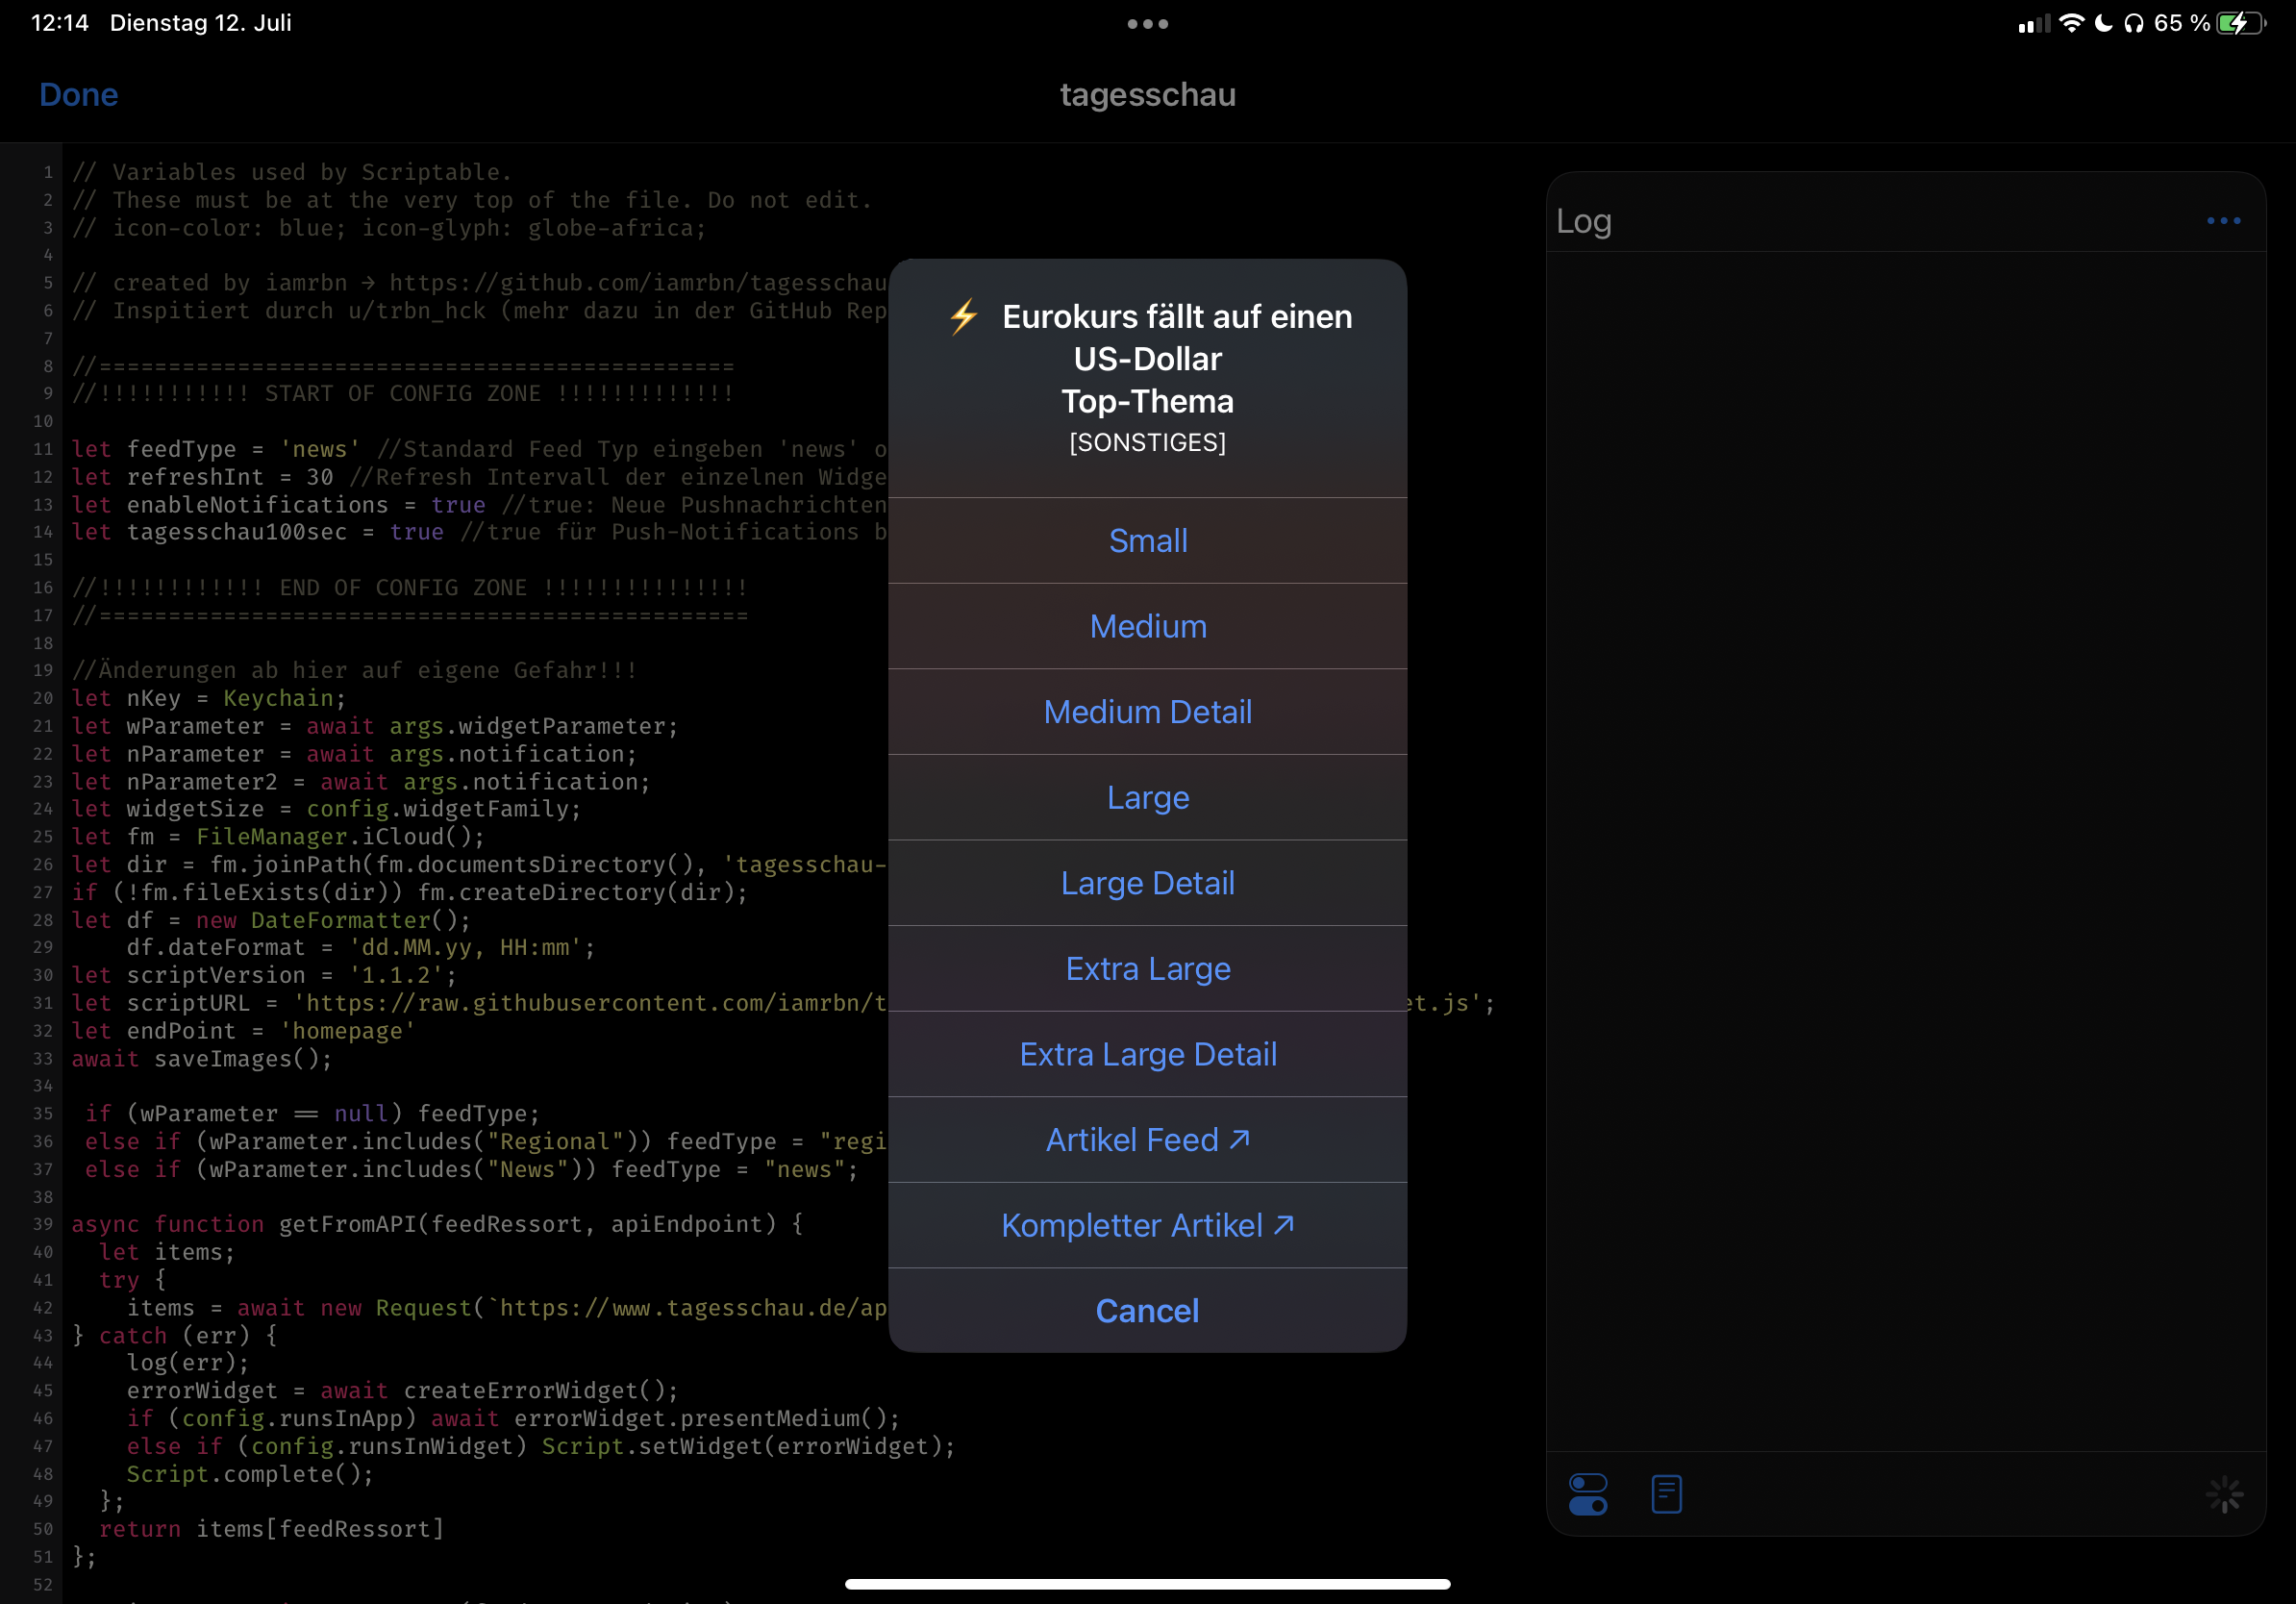 12:14 Dienstag 12. Juli
65 %
Done
tagesschau
1 // Variables used by Scriptable.
2 // These must be at the very top of the file. Do not edit.
3 // icon-color: blue; icon-glyph: globe-africa;
4
5 // created by iamrbn → https://github.com/iamrbn/tagesschau
6 // Inspitiert durch u/trbn_hck (mehr dazu in der GitHub Rep
7
8 //==============================================
9 //!!!!!!!!!!! START OF CONFIG ZONE !!!!!!!!!!!!!
10
11 let feedType = 'news' //Standard Feed Typ eingeben 'news' o
12 let refreshInt = 30 //Refresh Intervall der einzelnen Widge
13 let enableNotifications = true //true: Neue Pushnachrichten
14 let tagesschau100sec = true //true für Push-Notifications b
15
16 //!!!!!!!!!!!! END OF CONFIG ZONE !!!!!!!!!!!!!!!
17 //===============================================
18
19 //Änderungen ab hier auf eigene Gefahr!!!
20 let nKey = Keychain;
21 let wParameter = await args.widgetParameter;
22 let nParameter = await args.notification;
23 let nParameter2 = await args.notification;
24 let widgetSize = config.widgetFamily;
25 let fm = FileManager.iCloud();
26 let dir = fm.joinPath(fm.documentsDirectory(), 'tagesschau-
27 if (!fm.fileExists(dir)) fm.createDirectory(dir);
28 let df = new DateFormatter();
29 df.dateFormat = 'dd.MM.yy, HH:mm';
30 let scriptVersion = '1.1.2';
31 let scriptURL = 'https://raw.githubusercontent.com/iamrbn/t et.js';
32 let endPoint = 'homepage'
33 await saveImages();
34
35 if (wParameter == null) feedType;
36 else if (wParameter.includes("Regional")) feedType = "regi
37 else if (wParameter.includes("News")) feedType = "news";
38
39 async function getFromAPI(feedRessort, apiEndpoint) {
40 let items;
41 try {
42 items = await new Request(`https://www.tagesschau.de/ap
43 } catch (err) {
44 log(err);
45 errorWidget = await createErrorWidget();
46 if (config.runsInApp) await errorWidget.presentMedium();
47 else if (config.runsInWidget) Script.setWidget(errorWidget);
48 Script.complete();
49 };
50 return items[feedRessort]
51 };
52
⚡ Eurokurs fällt auf einen
US-Dollar
Top-Thema
[SONSTIGES]
Small
Medium
Medium Detail
Large
Large Detail
Extra Large
Extra Large Detail
Artikel Feed ↗
Kompletter Artikel ↗
Cancel
Log